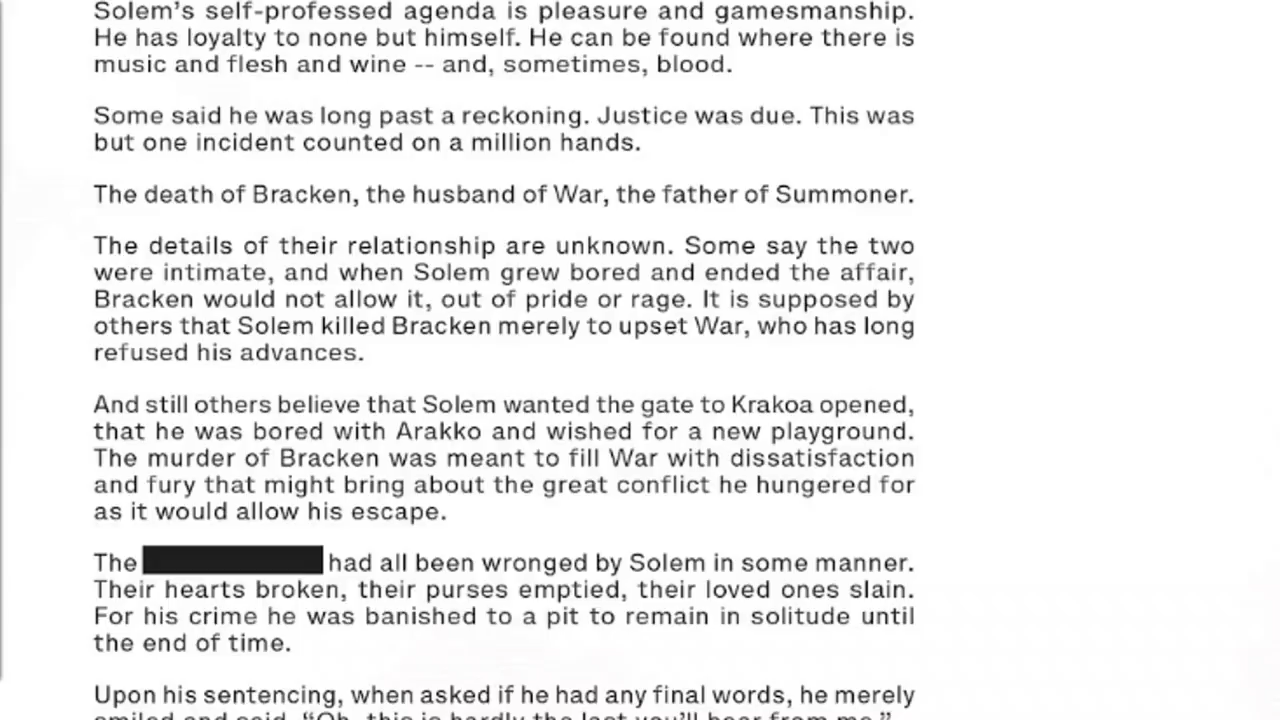 Solem's self-professed agenda is pleasure and gamesmanship.
He has loyalty to none but himself. He can be found where there is
music and flesh and wine -- and, sometimes, blood.
Some said he was long past a reckoning. Justice was due. This was
but one incident counted on a million hands.
The death of Bracken, the husband of War, the father of Summoner.
The details of their relationship are unknown. Some say the two
were intimate, and when Solem grew bored and ended the affair,
Bracken would not allow it, out of pride or rage. It is supposed by
others that Solem killed Bracken merely to upset War, who has long
refused his advances.
And still others believe that Solem wanted the gate to Krakoa opened,
that he was bored with Arakko and wished for a new playground.
The murder of Bracken was meant to fill War with dissatisfaction
and fury that might bring about the great conflict he hungered for
as it would allow his escape.
The had all been wronged by Solem in some manner.
Their hearts broken, their purses emptied, their loved ones slain.
For his crime he was banished to a pit to remain in solitude until
the end of time.
Upon his sentencing, when asked if he had any final words, he merely
smiled and said, “Oh, this is hardly the last you'll hear from me.”